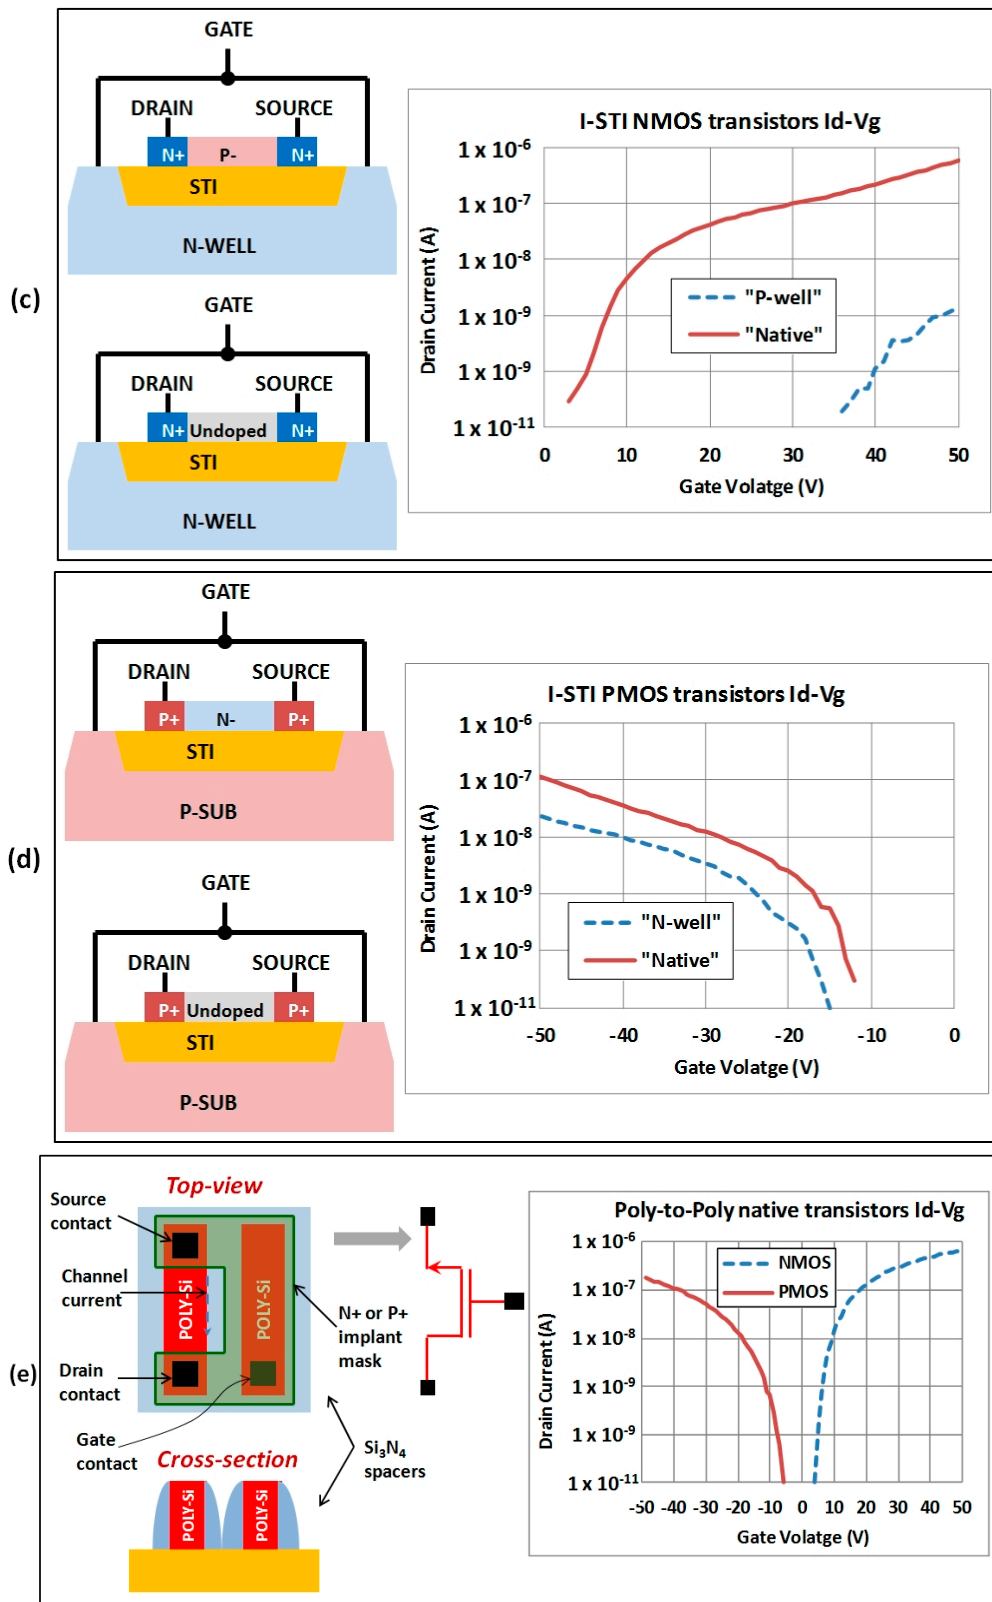 (c)
GATE
DRAIN SOURCE
N+ P- N+
STI
N-WELL
GATE
DRAIN SOURCE
N+ Undoped N+
STI
N-WELL
I-STI NMOS transistors Id-Vg
Drain Current (A)
1 x 10-6
1 x 10-7
1 x 10-8
1 x 10-9
1 x 10-9
1 x 10-11
"P-well"
"Native"
0 10 20 30 40 50
Gate Volatge (V)
(d)
GATE
DRAIN SOURCE
P+ N- P+
STI
P-SUB
GATE
DRAIN SOURCE
P+ Undoped P+
STI
P-SUB
I-STI PMOS transistors Id-Vg
Drain Current (A)
1 x 10-6
1 x 10-7
1 x 10-8
1 x 10-9
1 x 10-9
1 x 10-11
"N-well"
"Native"
-50 -40 -30 -20 -10 0
Gate Volatge (V)
(e)
Top-view
Source
contact
Channel
current
Drain
contact
Gate
contact
POLY-Si
POLY-Si
N+ or P+
implant
mask
Si3N4
spacers
Cross-section
POLY-Si
POLY-Si
Poly-to-Poly native transistors Id-Vg
Drain Current (A)
1 x 10-6
1 x 10-7
1 x 10-8
1 x 10-9
1 x 10-9
1 x 10-11
NMOS
PMOS
-50 -40 -30 -20 -10 0 10 20 30 40 50
Gate Volatge (V)